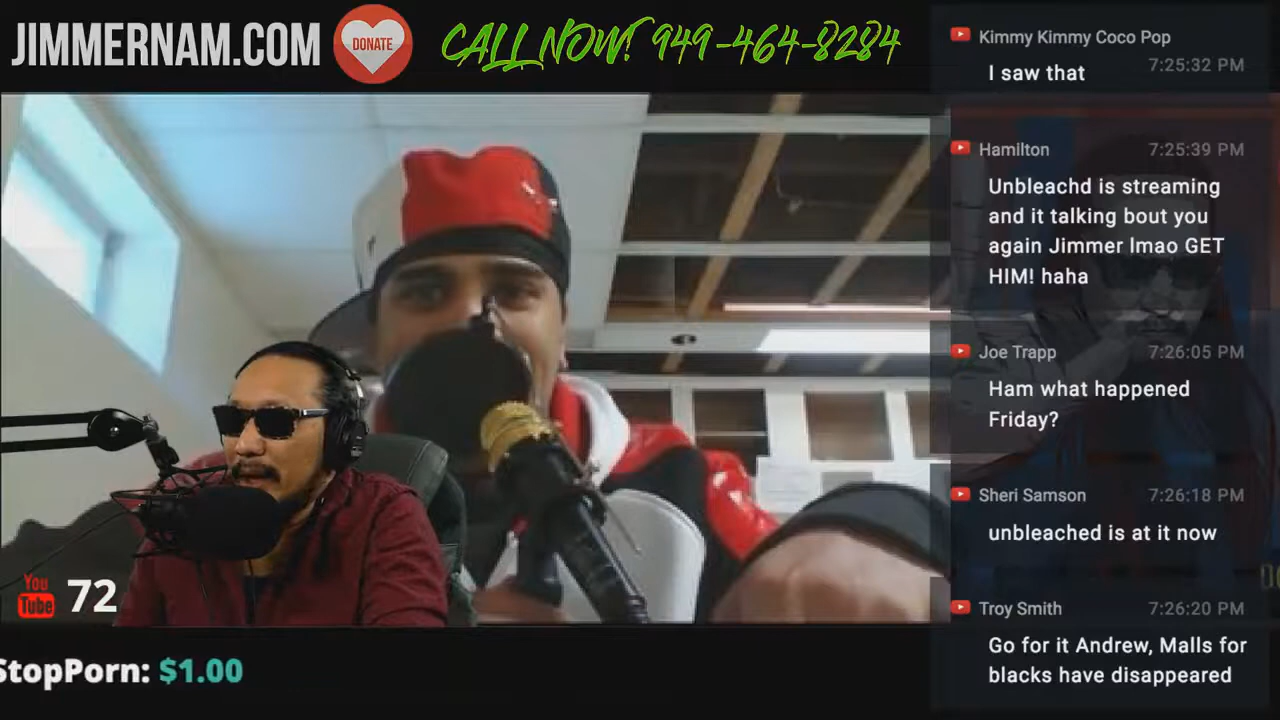 JIMMERNAM.COM
DONATE
CALL NOW! 949-464-8284
Kimmy Kimmy Coco Pop
I saw that
7:25:32 PM
Hamilton 7:25:39 PM
Unbleachd is streaming
and it talking bout you
again Jimmer lmao GET
HIM! haha
Joe Trapp 7:26:05 PM
Ham what happened
Friday?
Sheri Samson 7:26:18 PM
unbleached is at it now
Troy Smith 7:26:20 PM
Go for it Andrew, Malls for
blacks have disappeared
You
Tube 72
StopPorn: $1.00